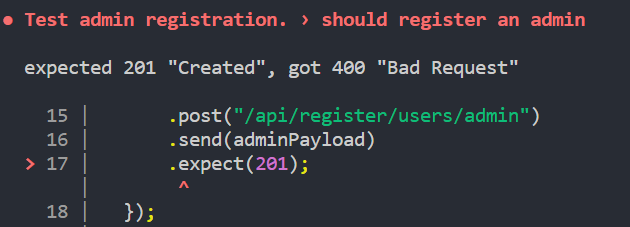 ● Test admin registration. › should register an admin
expected 201 "Created", got 400 "Bad Request"
15 | .post("/api/register/users/admin")
16 | .send(adminPayload)
> 17 | .expect(201);
| ^
18 | });